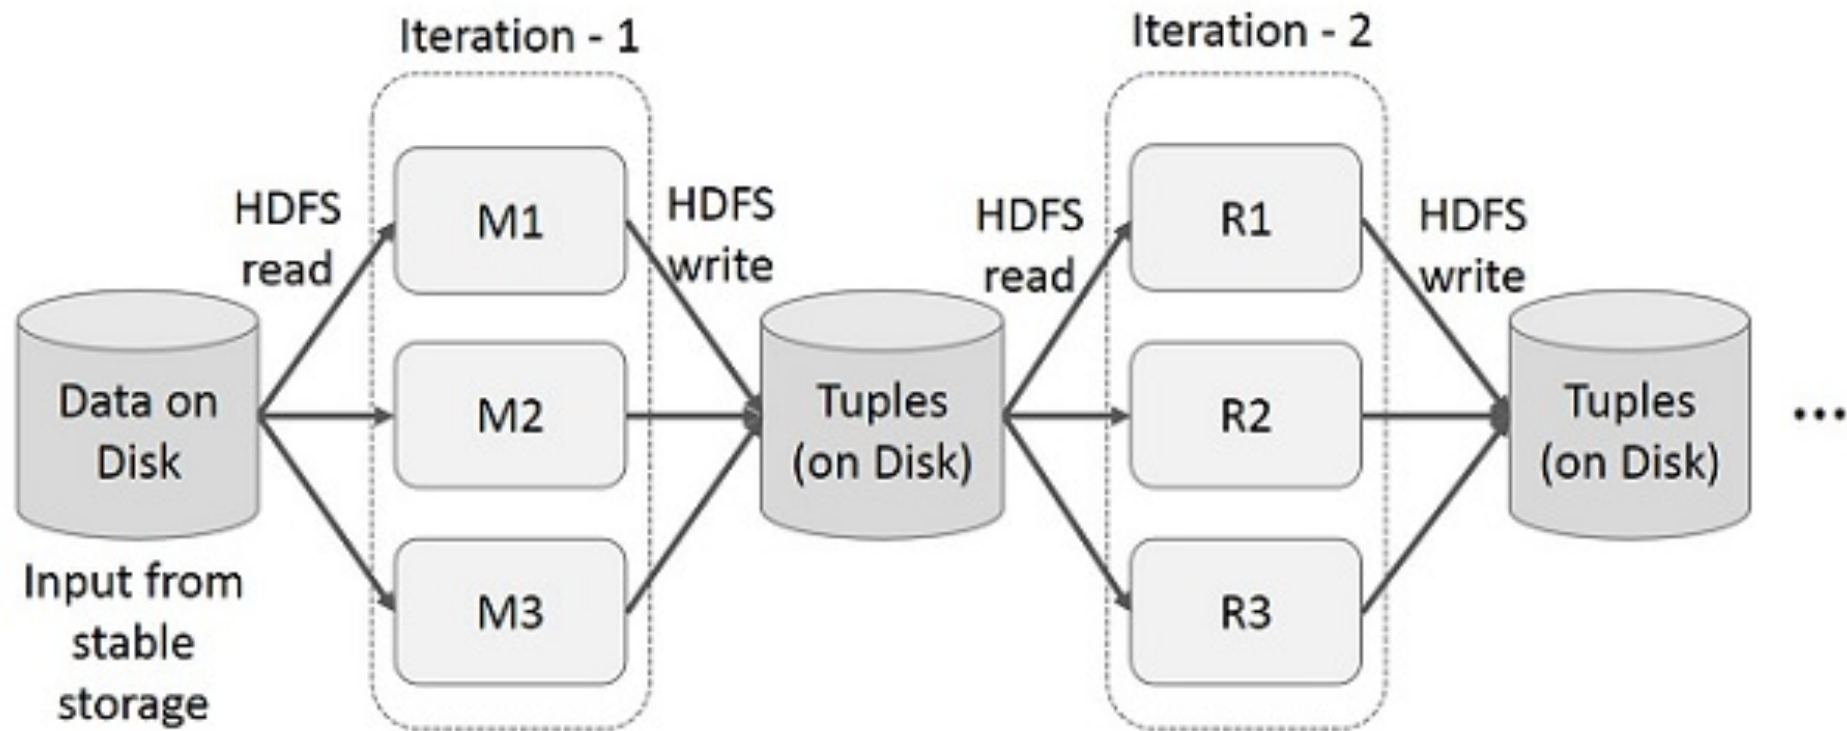 Iteration - 1
Iteration - 2
HDFS
read
M1
HDFS
write
HDFS
read
R1
HDFS
write
Data on
Disk
M2
Tuples
(on Disk)
R2
Tuples
(on Disk)
...
Input from
stable
storage
M3
R3